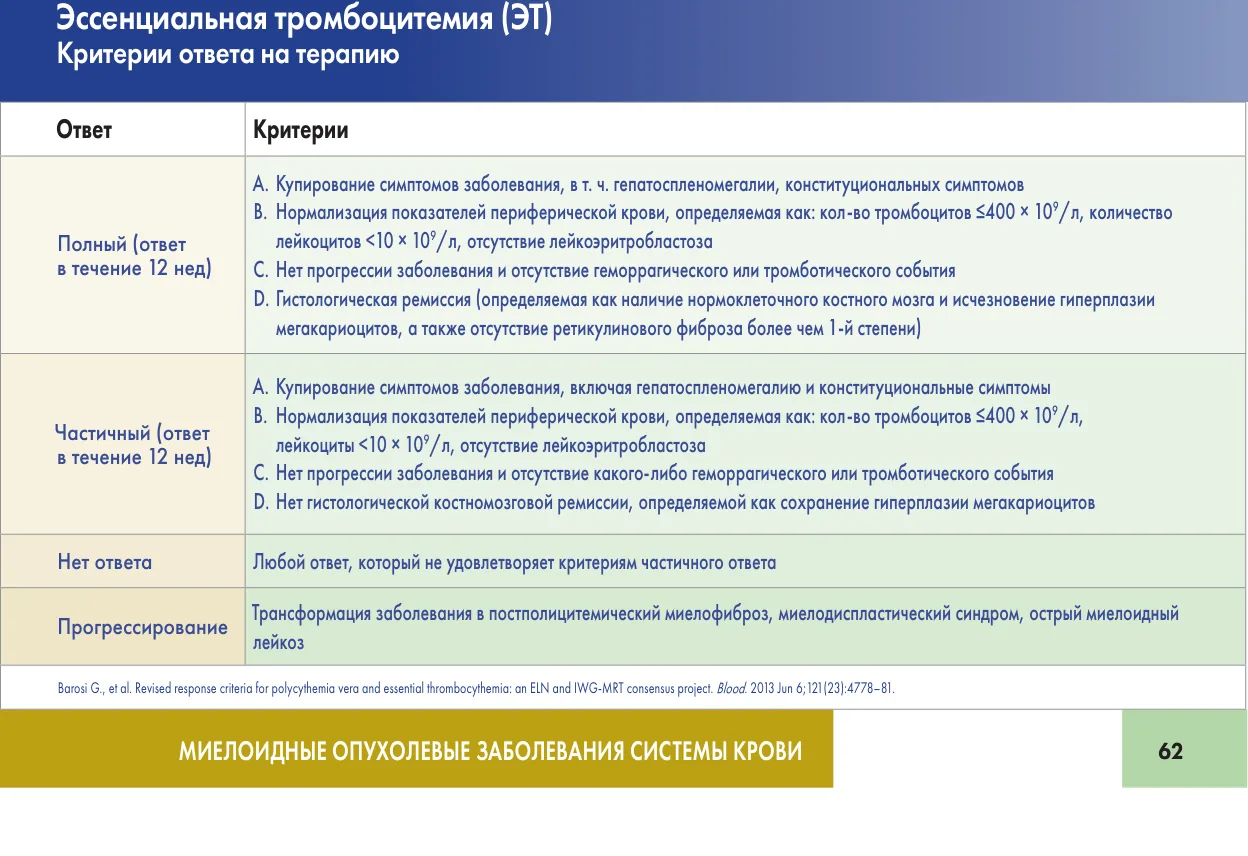 Эссенциальная тромбоцитемия (ЭТ)
Критерии ответа на терапию
Ответ
Критерии
Полный (ответ
в течение 12 нед)
A. Купирование симптомов заболевания, в т. ч. гепатоспленомегалии, конституциональных симптомов
B. Нормализация показателей периферической крови, определяемая как: кол-во тромбоцитов ≤400 × 10⁹/л, количество
лейкоцитов <10 × 10⁹/л, отсутствие лейкоэритробластоза
C. Нет прогрессии заболевания и отсутствие геморрагического или тромботического события
D. Гистологическая ремиссия (определяемая как наличие нормоклеточного костного мозга и исчезновение гиперплазии
мегакариоцитов, а также отсутствие ретикулинового фиброза более чем 1-й степени)
Частичный (ответ
в течение 12 нед)
A. Купирование симптомов заболевания, включая гепатоспленомегалию и конституциональные симптомы
B. Нормализация показателей периферической крови, определяемая как: кол-во тромбоцитов ≤400 × 10⁹/л,
лейкоциты <10 × 10⁹/л, отсутствие лейкоэритробластоза
C. Нет прогрессии заболевания и отсутствие какого-либо геморрагического или тромботического события
D. Нет гистологической костномозговой ремиссии, определяемой как сохранение гиперплазии мегакариоцитов
Нет ответа
Любой ответ, который не удовлетворяет критериям частичного ответа
Прогрессирование
Трансформация заболевания в постполицитемический миелофиброз, миелодиспластический синдром, острый миелоидный
лейкоз
Barosi G., et al. Revised response criteria for polycythemia vera and essential thrombocythemia: an ELN and IWG-MRT consensus project. Blood. 2013 Jun 6;121(23):4778–81.
МИЕЛОИДНЫЕ ОПУХОЛЕВЫЕ ЗАБОЛЕВАНИЯ СИСТЕМЫ КРОВИ
62